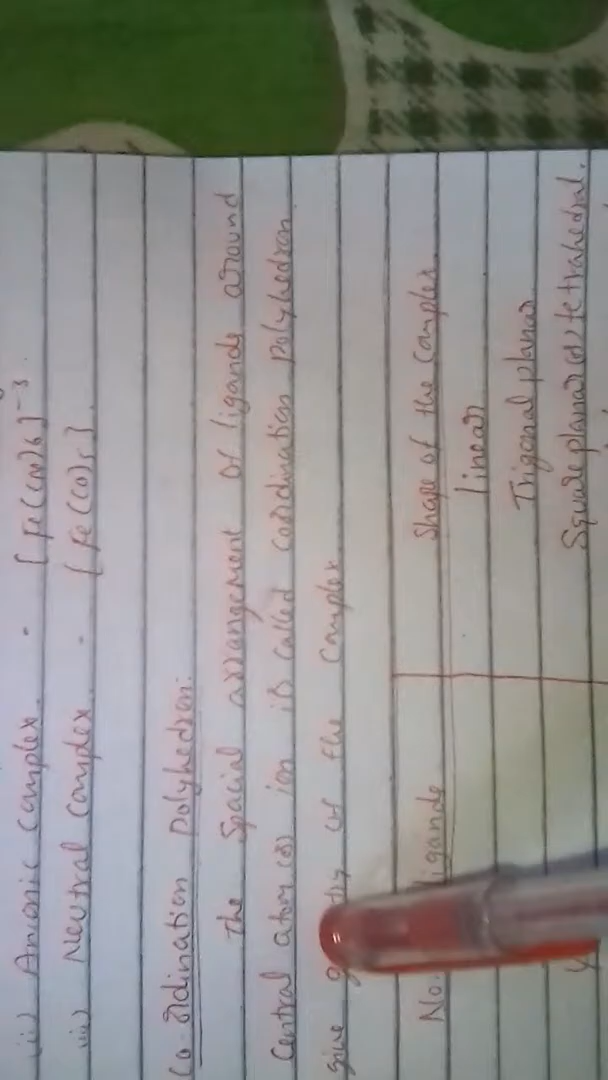 ii) Anionic complex. - [Fe(CN)6]-3.
iii) Neutral complex. - [Fe(CO)5]
Co-ordination polyhedron:
The Spacial arrangement of ligands around
Central atom (or) ion is called coordination polyhedron
give of the complex
No. ligands Shape of the Complex
linear
Trigonal planar
4 Square planar (or) tetrahedral.